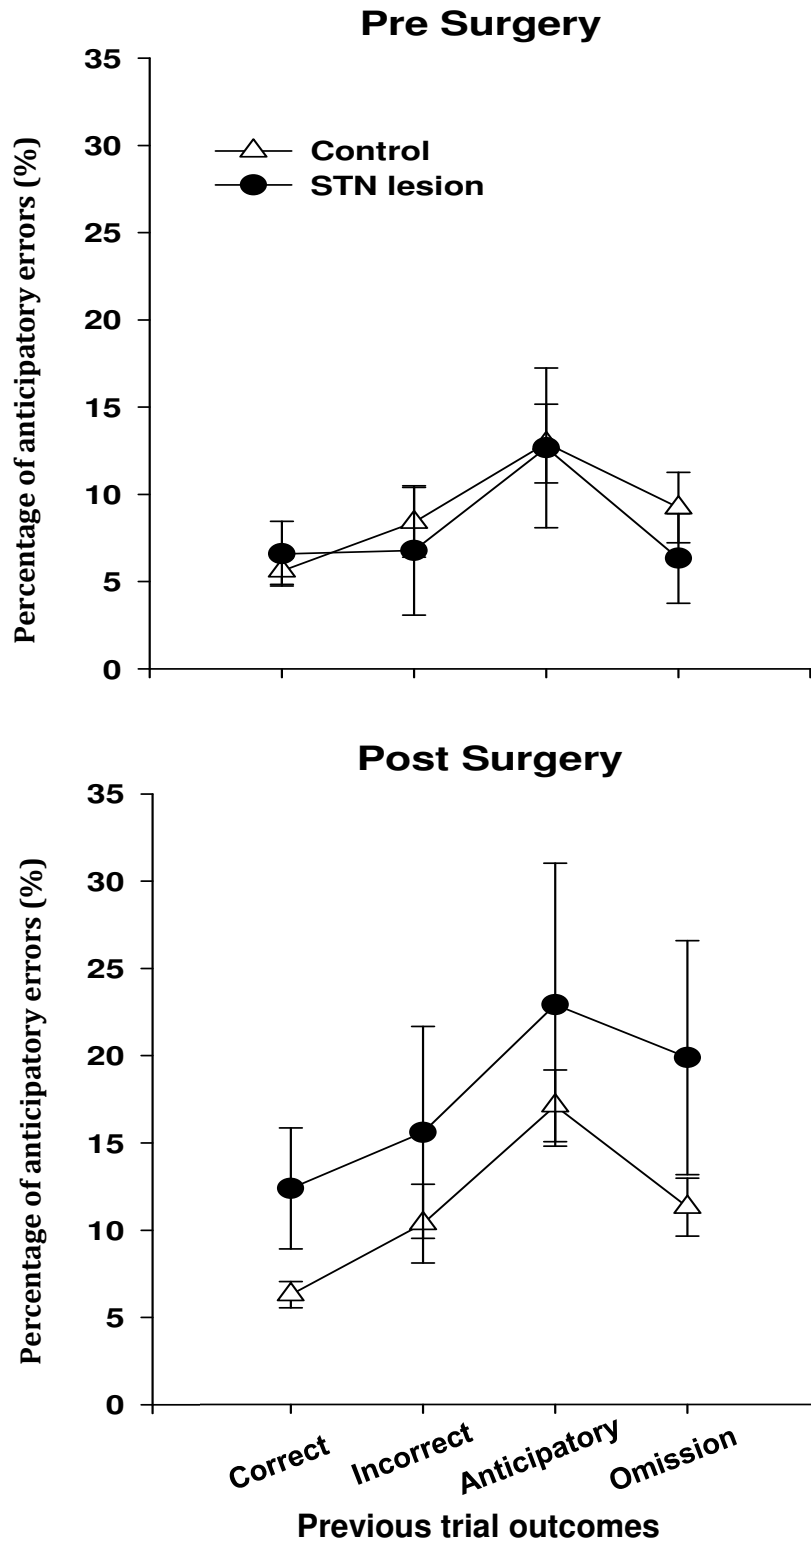 Pre Surgery
Percentage of anticipatory errors (%)
35
30
25
20
15
10
5
0
Control
STN lesion
Post Surgery
Percentage of anticipatory errors (%)
35
30
25
20
15
10
5
0
Correct
Incorrect
Anticipatory
Omission
Previous trial outcomes